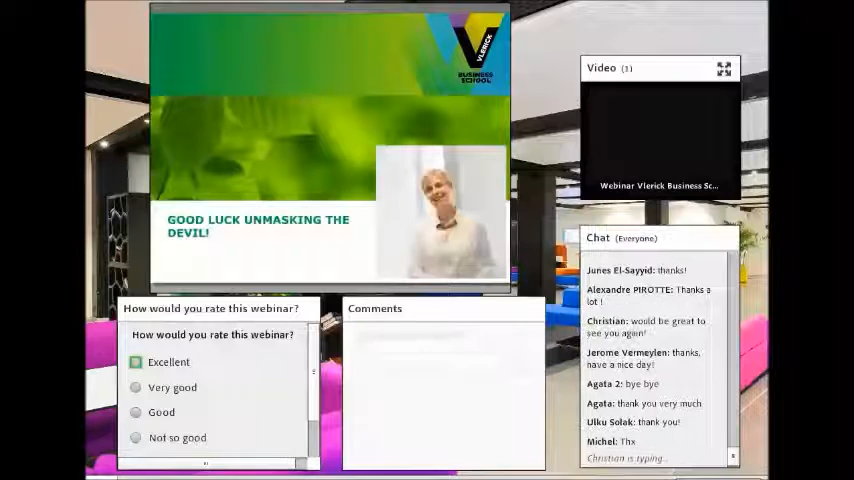 VLERICK
BUSINESS
SCHOOL
GOOD LUCK UNMASKING THE
DEVIL!
Video (1)
Webinar Vlerick Business Sc...
Chat (Everyone)
Junes El-Sayyid: thanks!
Alexandre PIROTTE: Thanks a
lot !
Christian: would be great to
see you again!
Jerome Vermeylen: thanks,
have a nice day!
Agata 2: bye bye
Agata: thank you very much
Ulku Solak: thank you!
Michel: Thx
Christian is typing...
How would you rate this webinar?
How would you rate this webinar?
Excellent
Very good
Good
Not so good
Comments